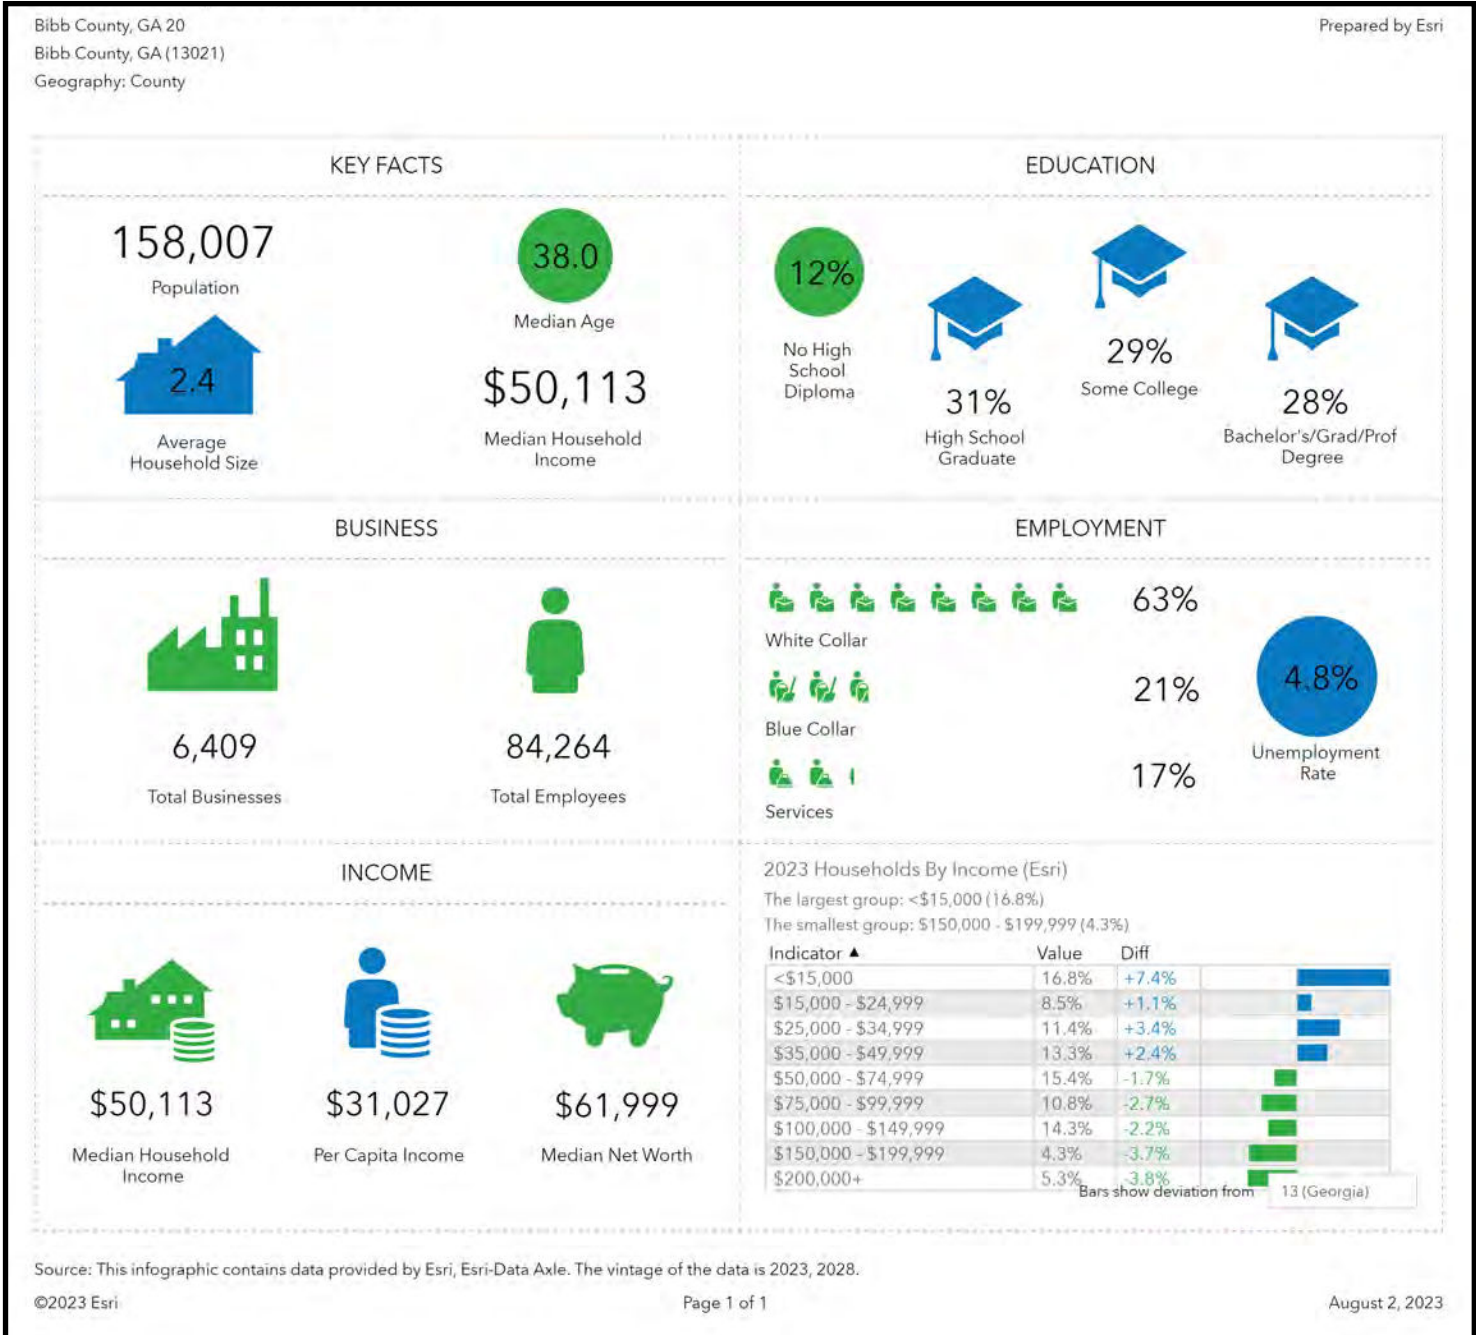 Bibb County, GA 20
Prepared by Esri
Bibb County, GA (13021)
Geography: County
KEY FACTS
158,007
Population
38.0
Median Age
2.4
Average
Household Size
$50,113
Median Household
Income
EDUCATION
12%
No High
School
Diploma
31%
High School
Graduate
29%
Some College
28%
Bachelor's/Grad/Prof
Degree
BUSINESS
6,409
Total Businesses
84,264
Total Employees
EMPLOYMENT
63%
White Collar
21%
Blue Collar
17%
Services
4.8%
Unemployment
Rate
INCOME
$50,113
Median Household
Income
$31,027
Per Capita Income
$61,999
Median Net Worth
2023 Households By Income (Esri)
The largest group: <$15,000 (16.8%)
The smallest group: $150,000 - $199,999 (4.3%)
Indicator ▲ Value Diff
<$15,000 16.8% +7.4%
$15,000 - $24,999 8.5% +1.1%
$25,000 - $34,999 11.4% +3.4%
$35,000 - $49,999 13.3% +2.4%
$50,000 - $74,999 15.4% -1.7%
$75,000 - $99,999 10.8% -2.7%
$100,000 - $149,999 14.3% -2.2%
$150,000 - $199,999 4.3% -3.7%
$200,000+ 5.3% -3.8%
Bars show deviation from 13 (Georgia)
Source: This infographic contains data provided by Esri, Esri-Data Axle. The vintage of the data is 2023, 2028.
©2023 Esri
Page 1 of 1
August 2, 2023